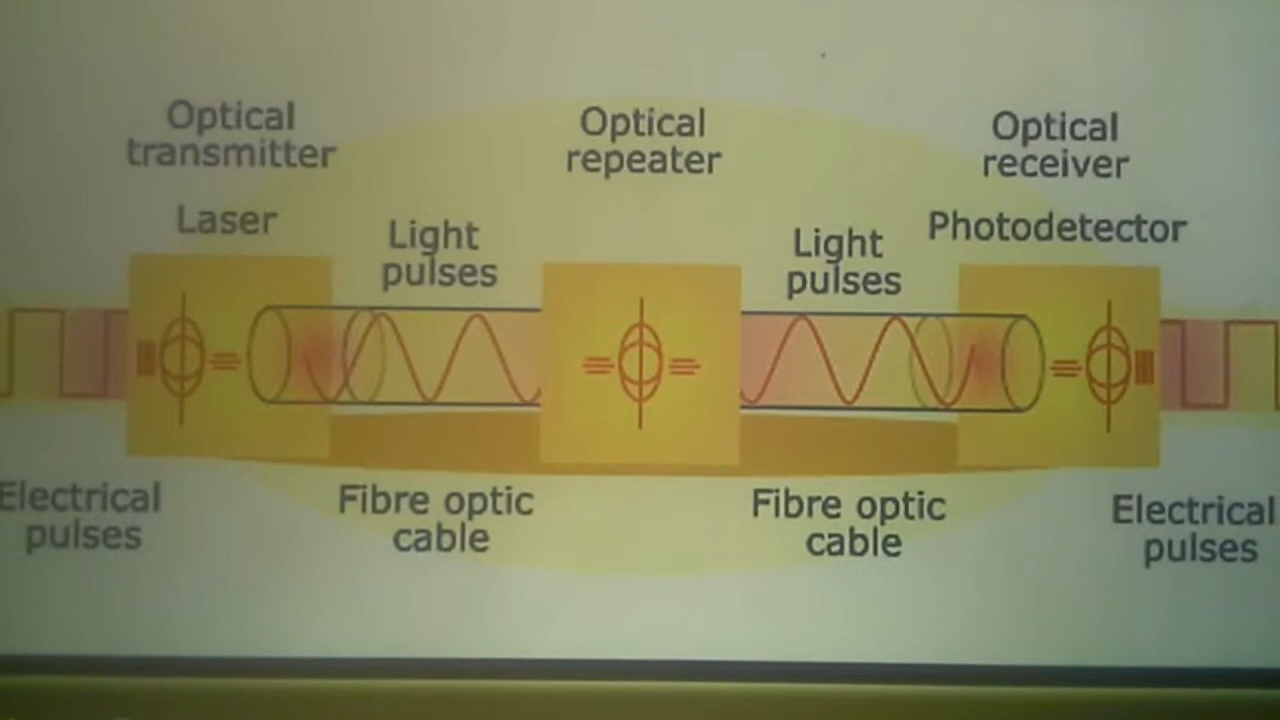 Optical
transmitter
Laser
Light
pulses
Optical
repeater
Light
pulses
Optical
receiver
Photodetector
Electrical
pulses
Fibre optic
cable
Fibre optic
cable
Electrical
pulses